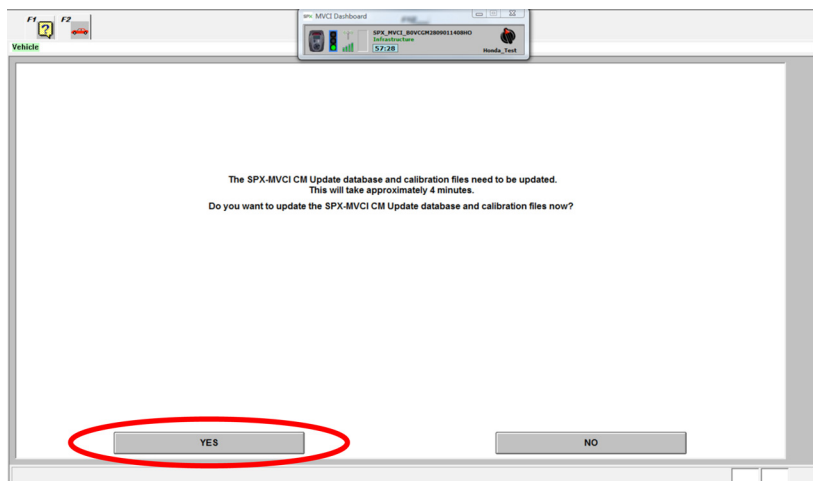 F1
F2
SPX MVCI Dashboard
SPX_MVCI_B0VCGM2809011408HO
Infrastructure
57:28
Honda_Test
Vehicle
The SPX-MVCI CM Update database and calibration files need to be updated.
This will take approximately 4 minutes.
Do you want to update the SPX-MVCI CM Update database and calibration files now?
YES
NO